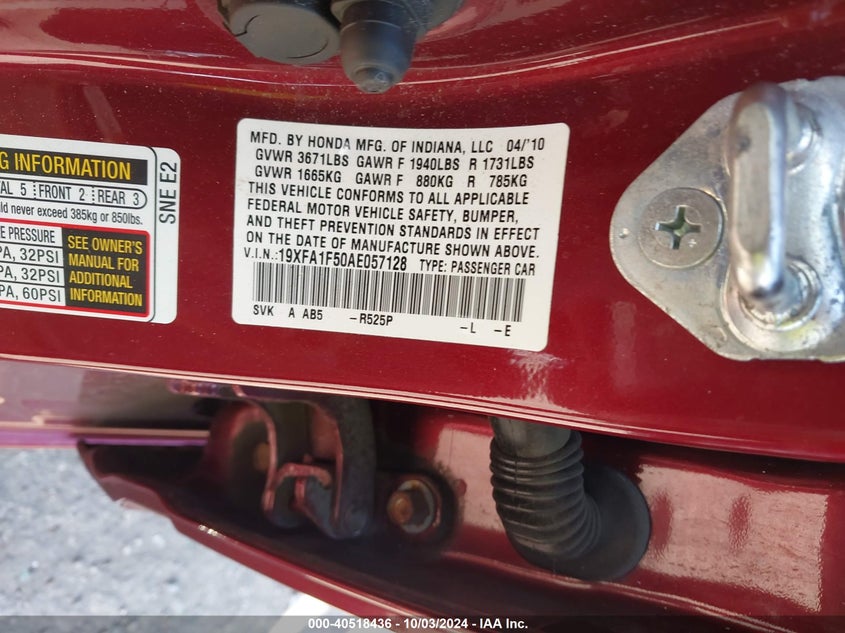 G INFORMATION
AL 5 FRONT 2 REAR 3
ld never exceed 385kg or 850lbs.
E PRESSURE
PA, 32PSI
PA, 32PSI
PA, 60PSI
SEE OWNER'S
MANUAL FOR
ADDITIONAL
INFORMATION
SNE E2
MFD. BY HONDA MFG. OF INDIANA, LLC 04/'10
GVWR 3671LBS GAWR F 1940LBS R 1731LBS
GVWR 1665KG GAWR F 880KG R 785KG
THIS VEHICLE CONFORMS TO ALL APPLICABLE
FEDERAL MOTOR VEHICLE SAFETY, BUMPER,
AND THEFT PREVENTION STANDARDS IN EFFECT
ON THE DATE OF MANUFACTURE SHOWN ABOVE.
V.I.N.:19XFA1F50AE057128 TYPE: PASSENGER CAR
SVK A AB5 -R525P -L -E
000-40518436 - 10/03/2024 - IAA Inc.